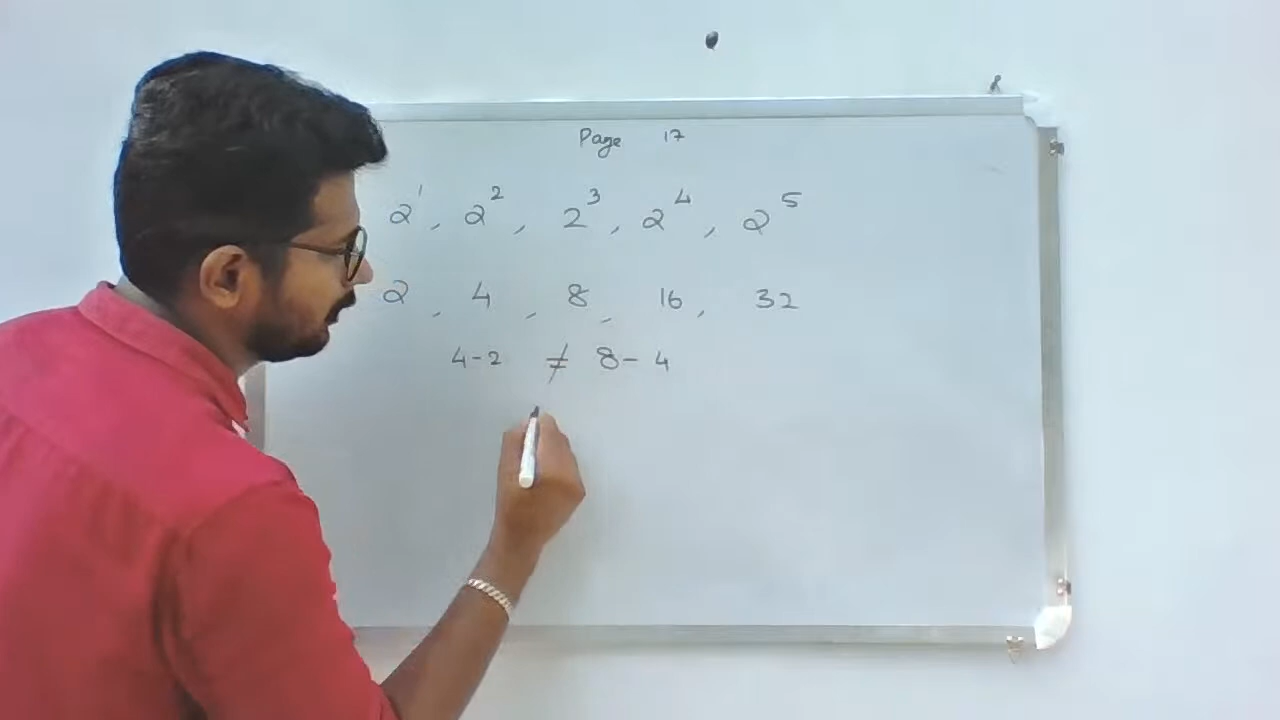 Page 17
2¹, 2², 2³, 2⁴, 2⁵
2, 4, 8, 16, 32
4-2 ≠ 8-4